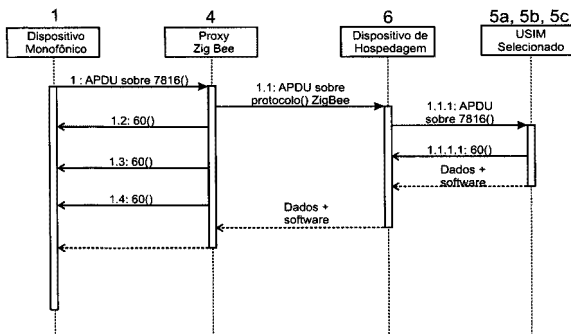 1
4
6
5a, 5b, 5c
Dispositivo
Monofônico
Proxy
Zig Bee
Dispositivo de
Hospedagem
USIM
Selecionado
1 : APDU sobre 7816()
1.1: APDU sobre
protocolo() ZigBee
1.1.1: APDU
sobre 7816()
1.2: 60()
1.1.1.1: 60()
1.3: 60()
Dados +
software
1.4: 60()
Dados +
software